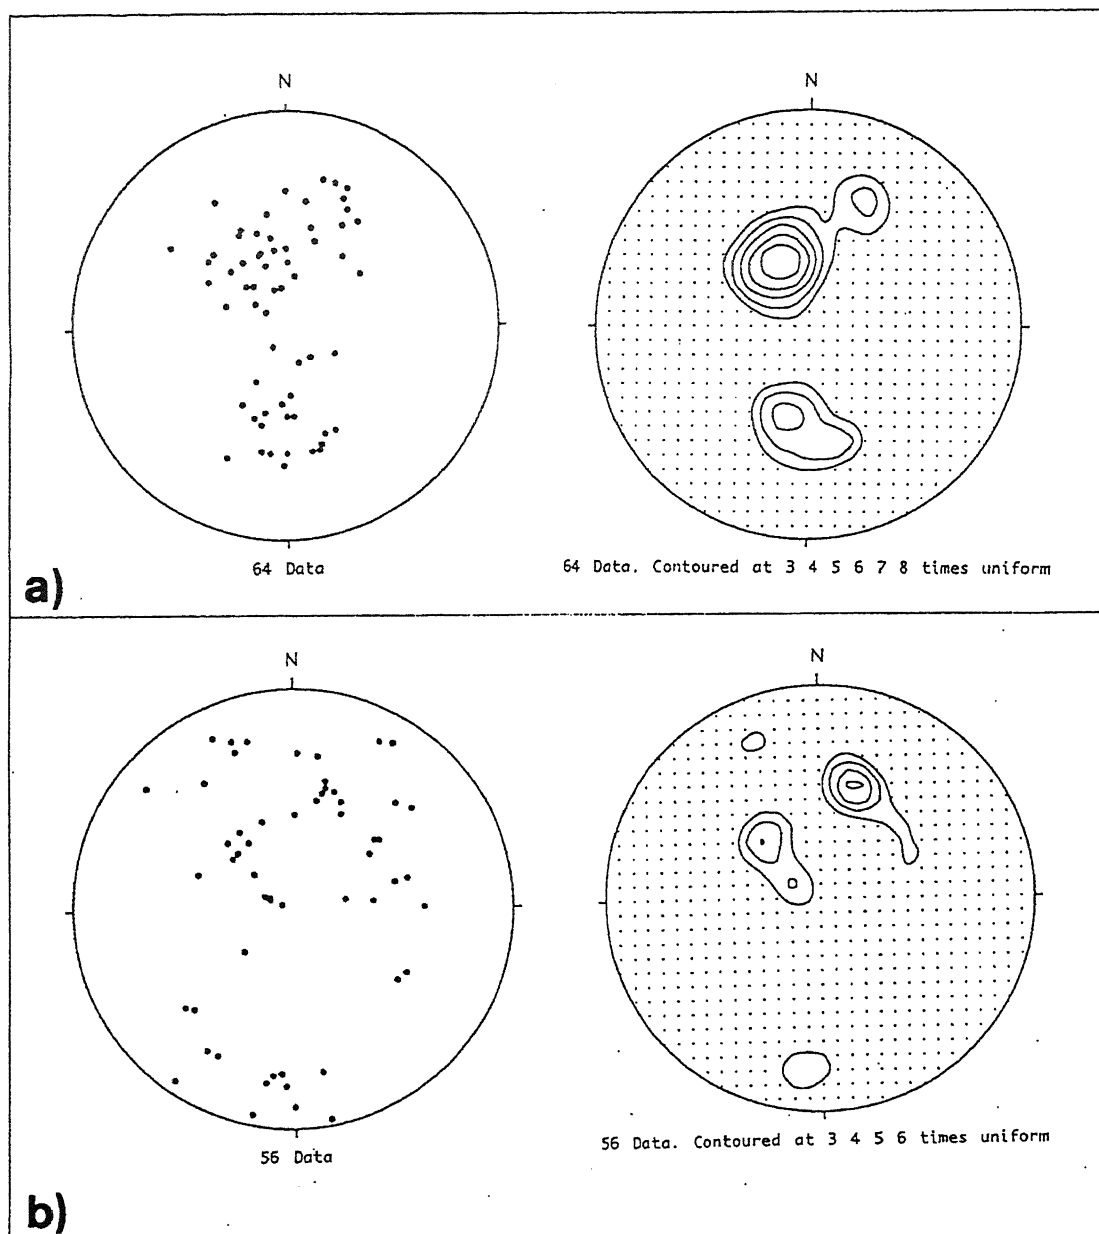 N
N
64 Data
64 Data. Contoured at 3 4 5 6 7 8 times uniform
a)
N
N
56 Data
56 Data. Contoured at 3 4 5 6 times uniform
b)